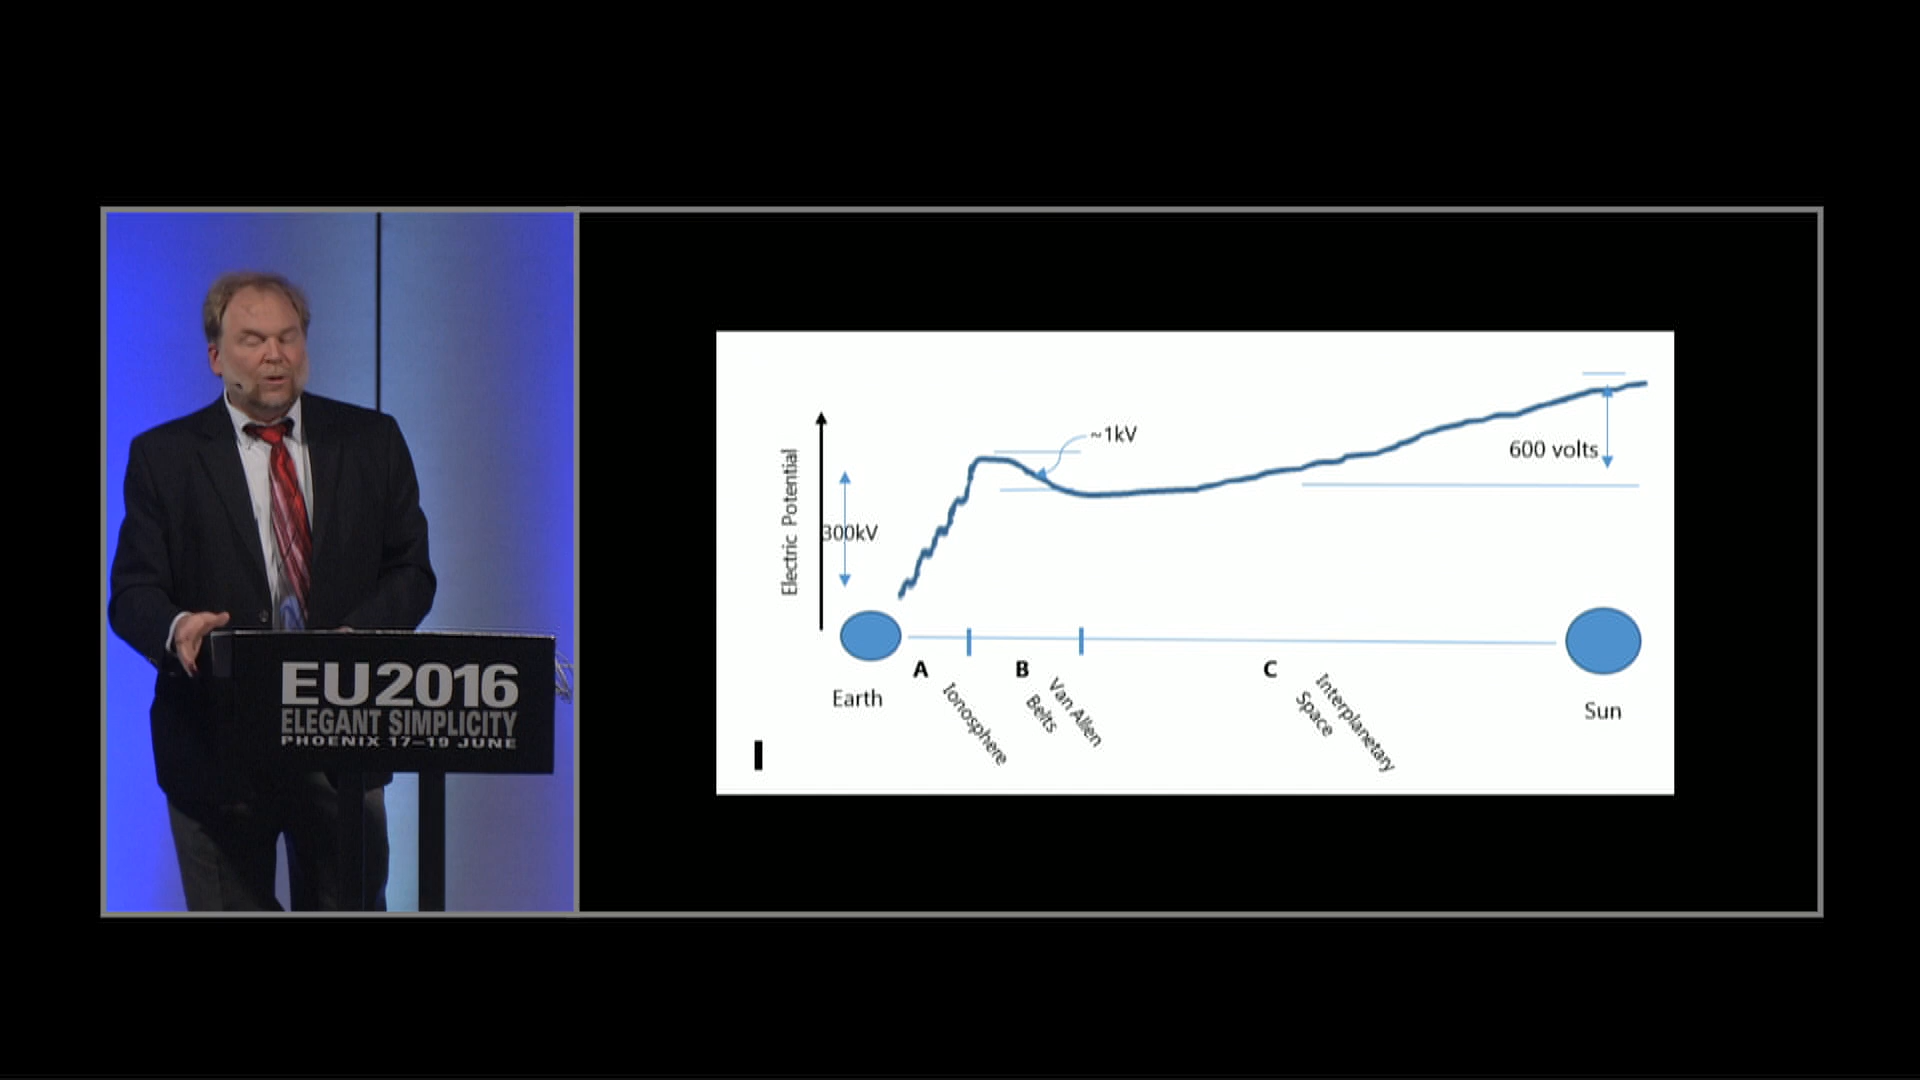 EU2016
ELEGANT SIMPLICITY
PHOENIX 17–19 JUNE
Electric Potential
300kV
~1kV
600 volts
A
B
C
Earth
Ionosphere
Van Allen
Belts
Interplanetary
Space
Sun